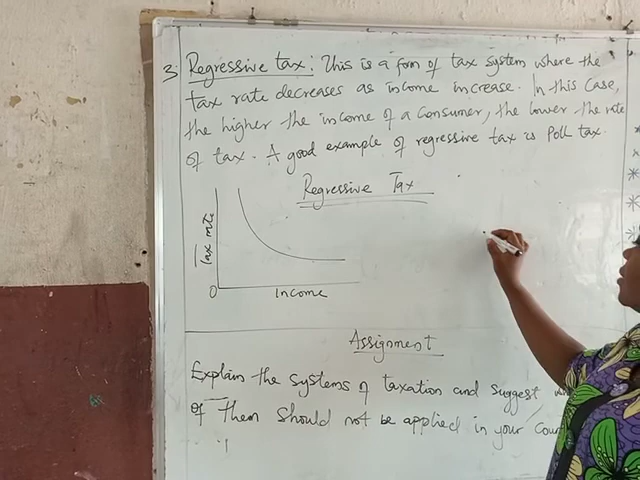 3. Regressive tax: This is a form of tax system where the
tax rate decreases as income increase. In this case,
the higher the income of a consumer, the lower the rate
of tax. A good example of regressive tax is Poll tax.
Regressive Tax
Tax rate
0
Income
Assignment
Explain the systems of taxation and suggest
of them should not be applied in your